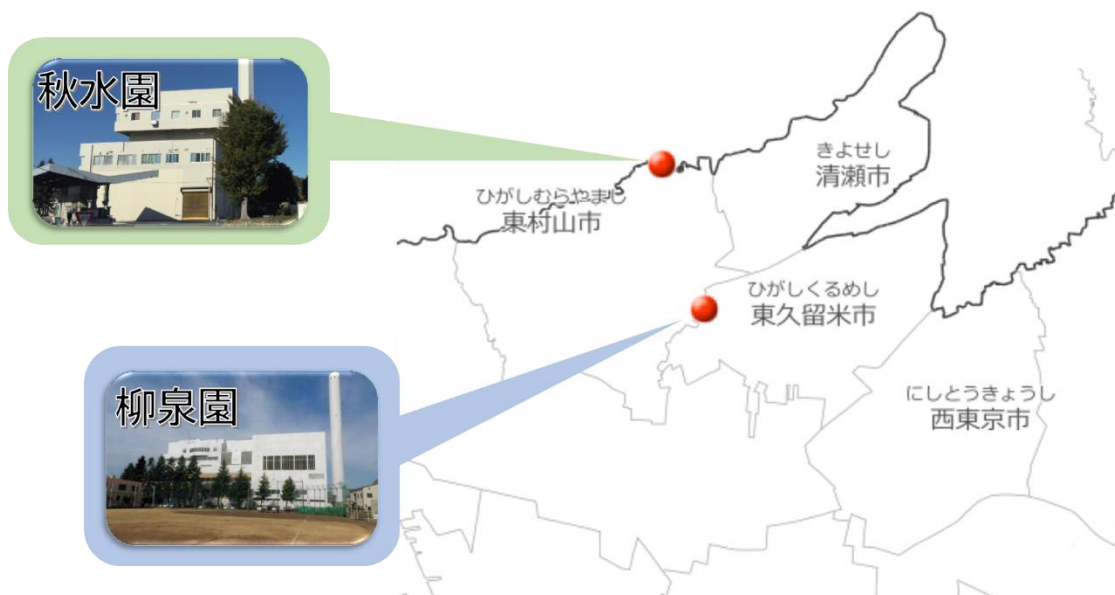 秋水園
きよせし
清瀬市
ひがしむらやまし
東村山市
ひがしくるめし
東久留米市
柳泉園
にしとうきょうし
西東京市